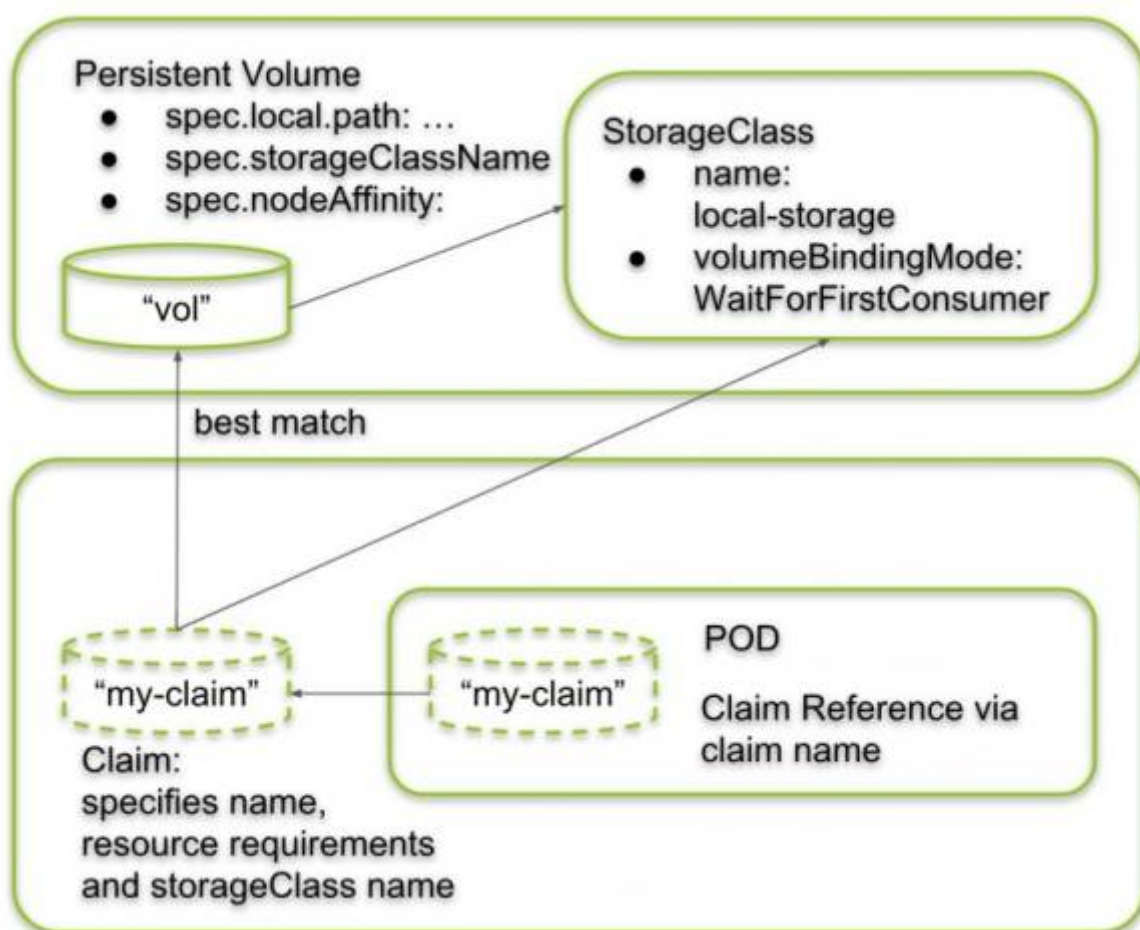 Persistent Volume
● spec.local.path: …
● spec.storageClassName
● spec.nodeAffinity:
“vol”
StorageClass
● name:
local-storage
● volumeBindingMode:
WaitForFirstConsumer
best match
“my-claim”
Claim:
specifies name,
resource requirements
and storageClass name
“my-claim”
POD
Claim Reference via
claim name